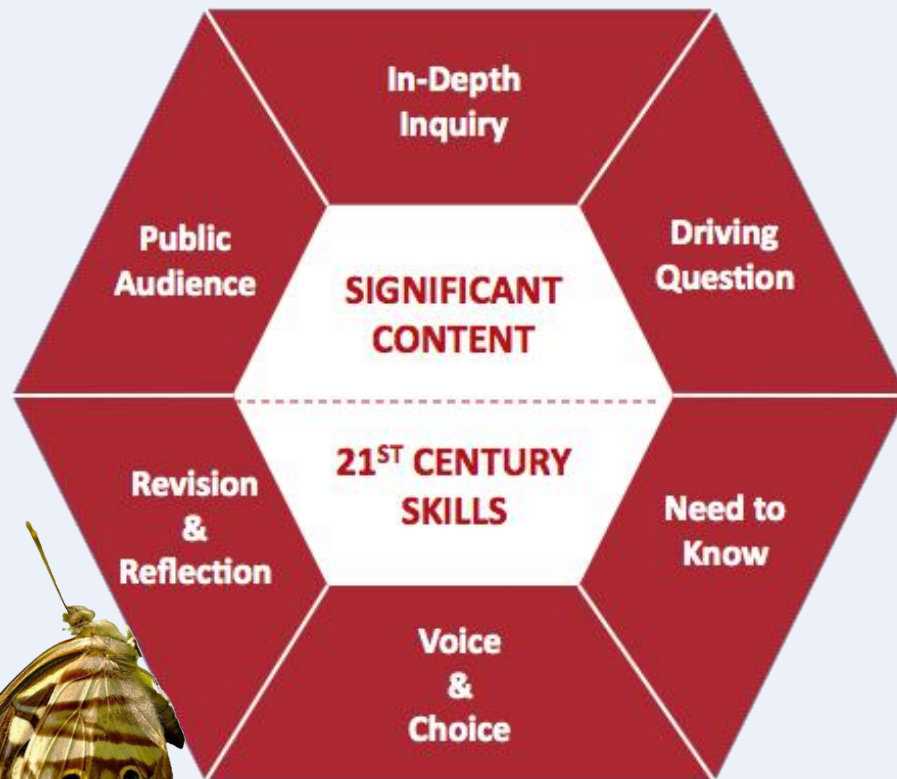 In-Depth
Inquiry
Driving
Question
Need to
Know
Voice
&
Choice
Revision
&
Reflection
Public
Audience
SIGNIFICANT
CONTENT
21ST CENTURY
SKILLS